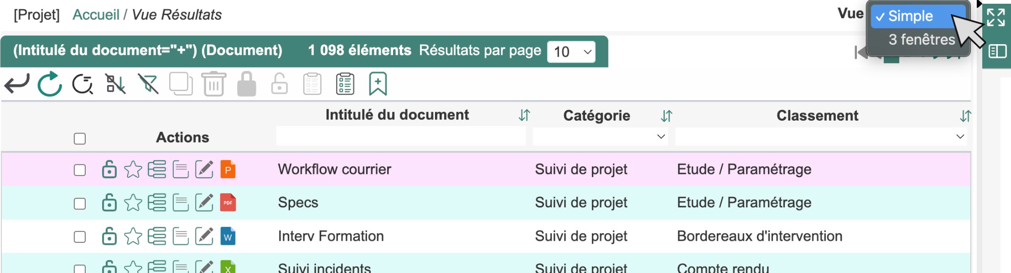 [Projet] Accueil / Vue Résultats
Vue ✓ Simple
3 fenêtres
(Intitulé du document="+") (Document) 1 098 éléments Résultats par page 10
Intitulé du document Catégorie Classement
Actions
P Workflow courrier Suivi de projet Etude / Paramétrage
PDF Specs Suivi de projet Etude / Paramétrage
W Interv Formation Suivi de projet Bordereaux d'intervention
X Suivi incidents Suivi de projet Compte rendu